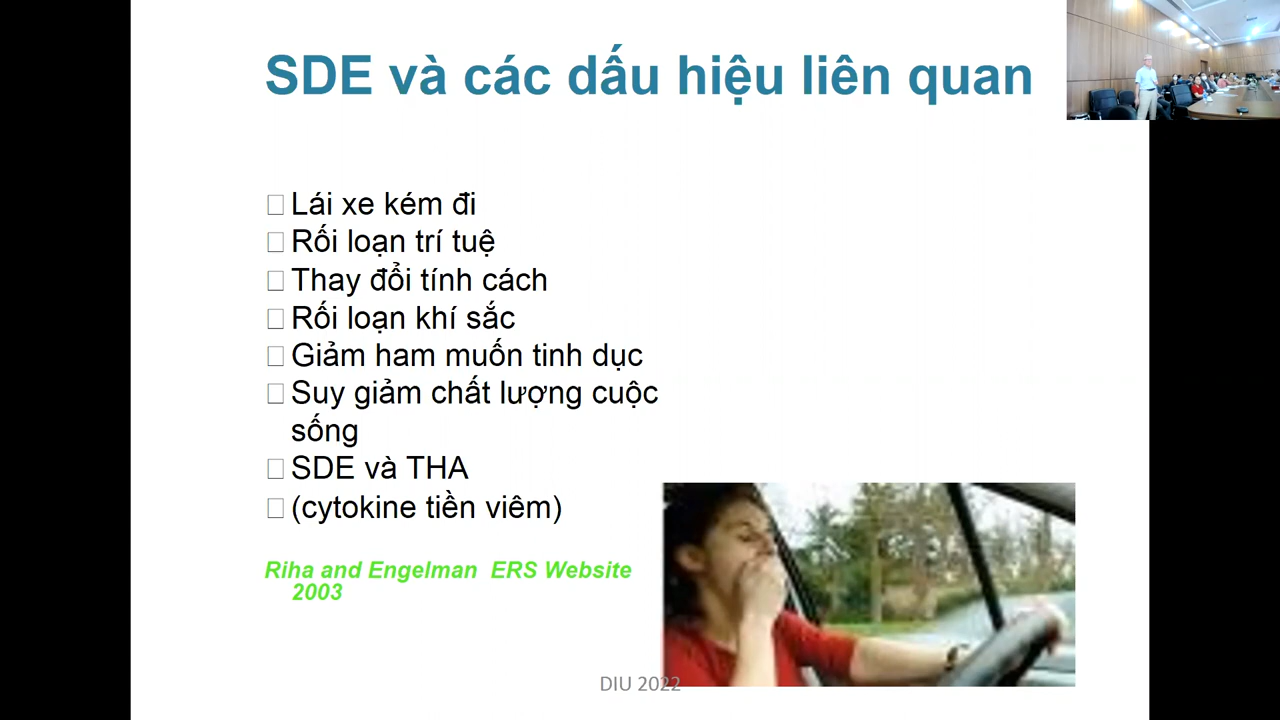 SDE và các dấu hiệu liên quan
Lái xe kém đi
Rối loạn trí tuệ
Thay đổi tính cách
Rối loạn khí sắc
Giảm ham muốn tinh dục
Suy giảm chất lượng cuộc
sống
SDE và THA
(cytokine tiền viêm)
Riha and Engelman ERS Website
2003
DIU 2022